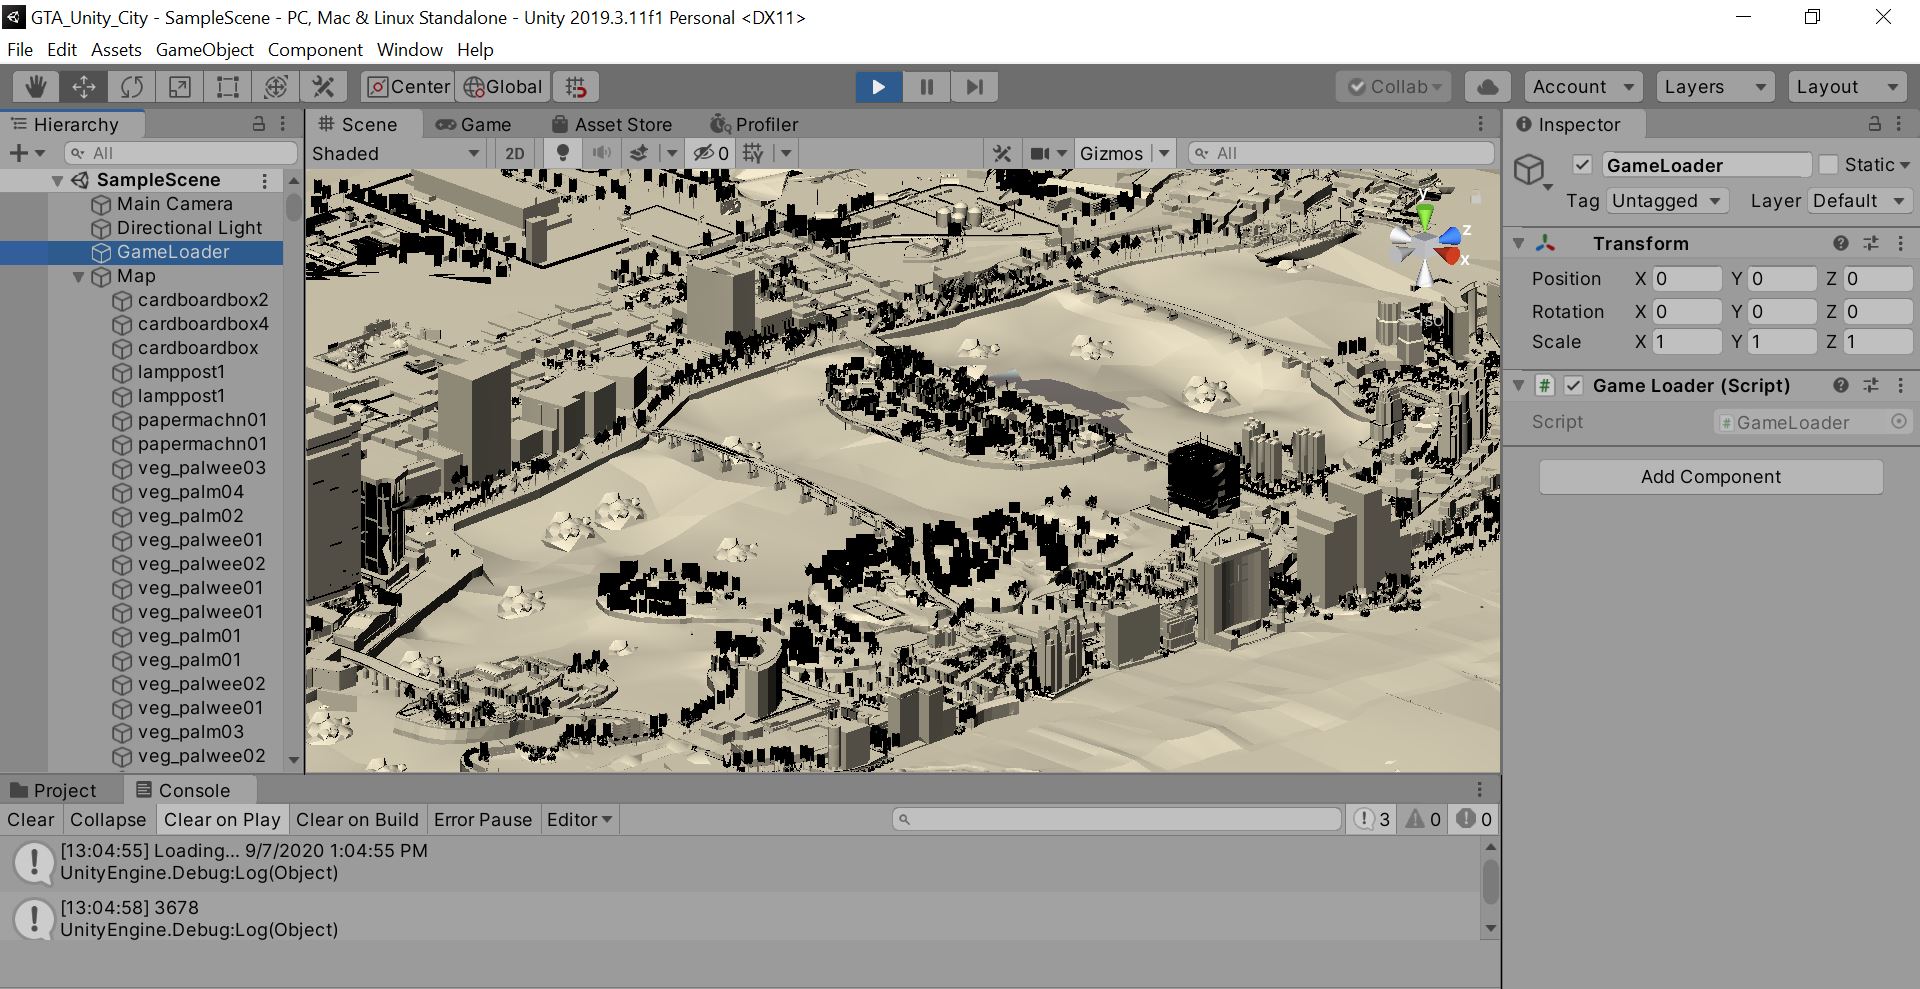 GTA_Unity_City - SampleScene - PC, Mac & Linux Standalone - Unity 2019.3.11f1 Personal <DX11>
File Edit Assets GameObject Component Window Help
Center Global Collab Account Layers Layout
Hierarchy
All
SampleScene
Main Camera
Directional Light
GameLoader
Map
cardboardbox2
cardboardbox4
cardboardbox
lamppost1
lamppost1
papermachn01
papermachn01
veg_palwee03
veg_palm04
veg_palm02
veg_palwee01
veg_palwee02
veg_palwee01
veg_palwee01
veg_palm01
veg_palm01
veg_palwee02
veg_palwee01
veg_palm03
veg_palwee02
Scene Game Asset Store Profiler
Shaded 2D 0 Gizmos All
y
z
x
Inspector
GameLoader Static
Tag Untagged Layer Default
Transform
Position X 0 Y 0 Z 0
Rotation X 0 Y 0 Z 0
Scale X 1 Y 1 Z 1
# Game Loader (Script)
Script # GameLoader
Add Component
Project Console
Clear Collapse Clear on Play Clear on Build Error Pause Editor 3 0 0
[13:04:55] Loading... 9/7/2020 1:04:55 PM
UnityEngine.Debug:Log(Object)
[13:04:58] 3678
UnityEngine.Debug:Log(Object)